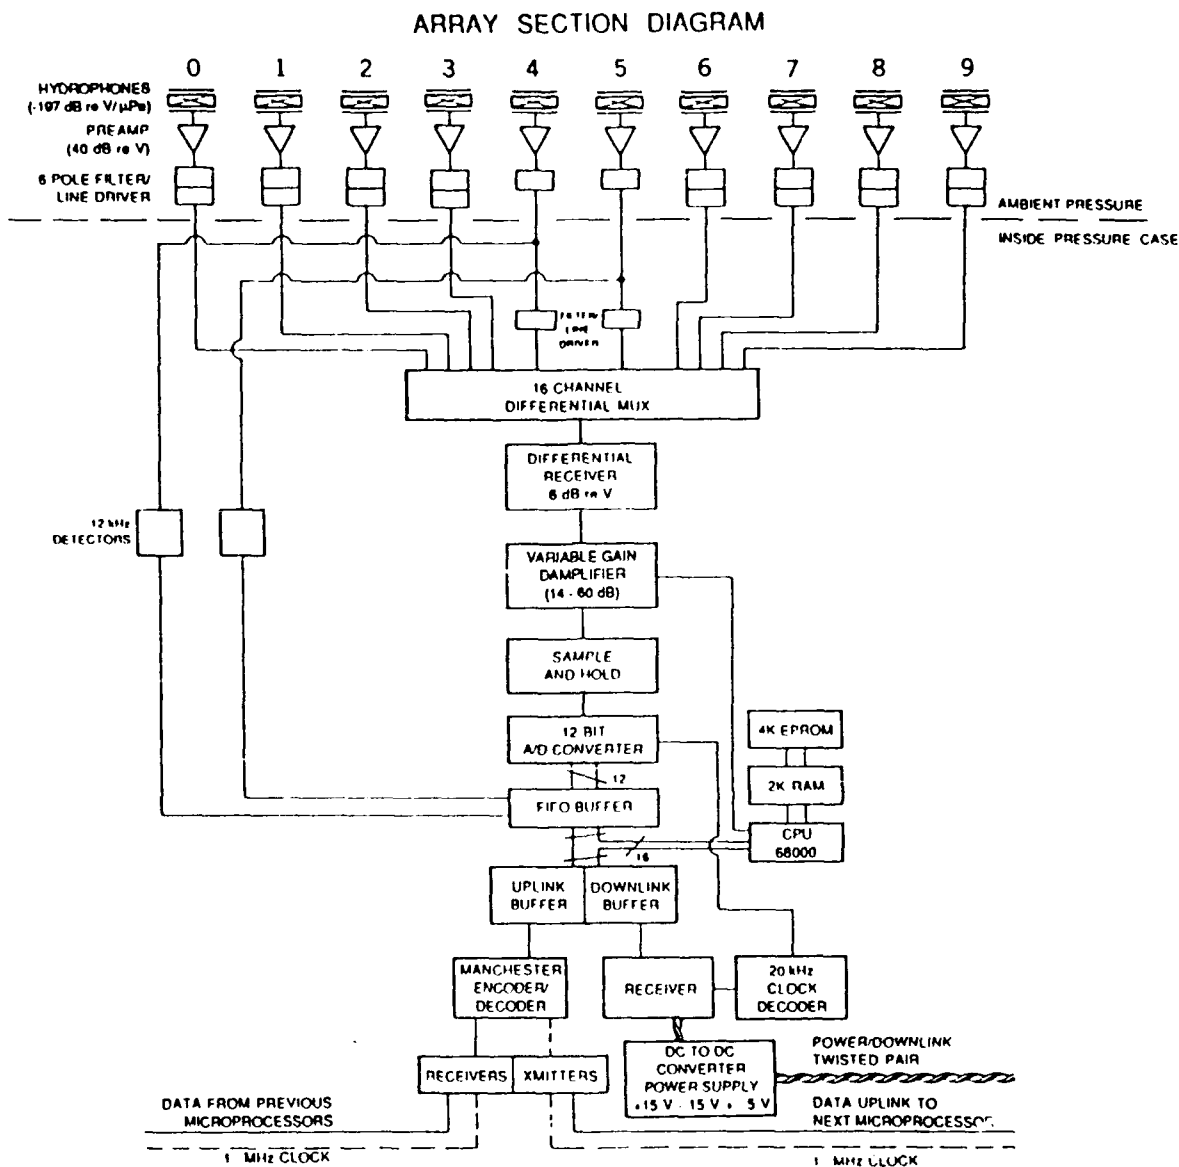 ARRAY SECTION DIAGRAM
0 1 2 3 4 5 6 7 8 9
HYDROPHONES
(-197 dB re V/µPa)
PREAMP
(40 dB re V)
6 POLE FILTER/
LINE DRIVER
AMBIENT PRESSURE
INSIDE PRESSURE CASE
FILTER/
LINE
DRIVER
16 CHANNEL
DIFFERENTIAL MUX
DIFFERENTIAL
RECEIVER
6 dB re V
12 kHz
DETECTORS
VARIABLE GAIN
DAMPLIFIER
(14 - 60 dB)
SAMPLE
AND HOLD
12 BIT
A/D CONVERTER
12
4K EPROM
2K RAM
FIFO BUFFER
CPU
68000
16
UPLINK
BUFFER
DOWNLINK
BUFFER
MANCHESTER
ENCODER/
DECODER
RECEIVER
20 kHz
CLOCK
DECODER
RECEIVERS
XMITTERS
DC TO DC
CONVERTER
POWER SUPPLY
+15 V - 15 V + 5 V
POWER/DOWNLINK
TWISTED PAIR
DATA FROM PREVIOUS
MICROPROCESSORS
DATA UPLINK TO
NEXT MICROPROCESSOR
1 MHz CLOCK
1 MHz CLOCK